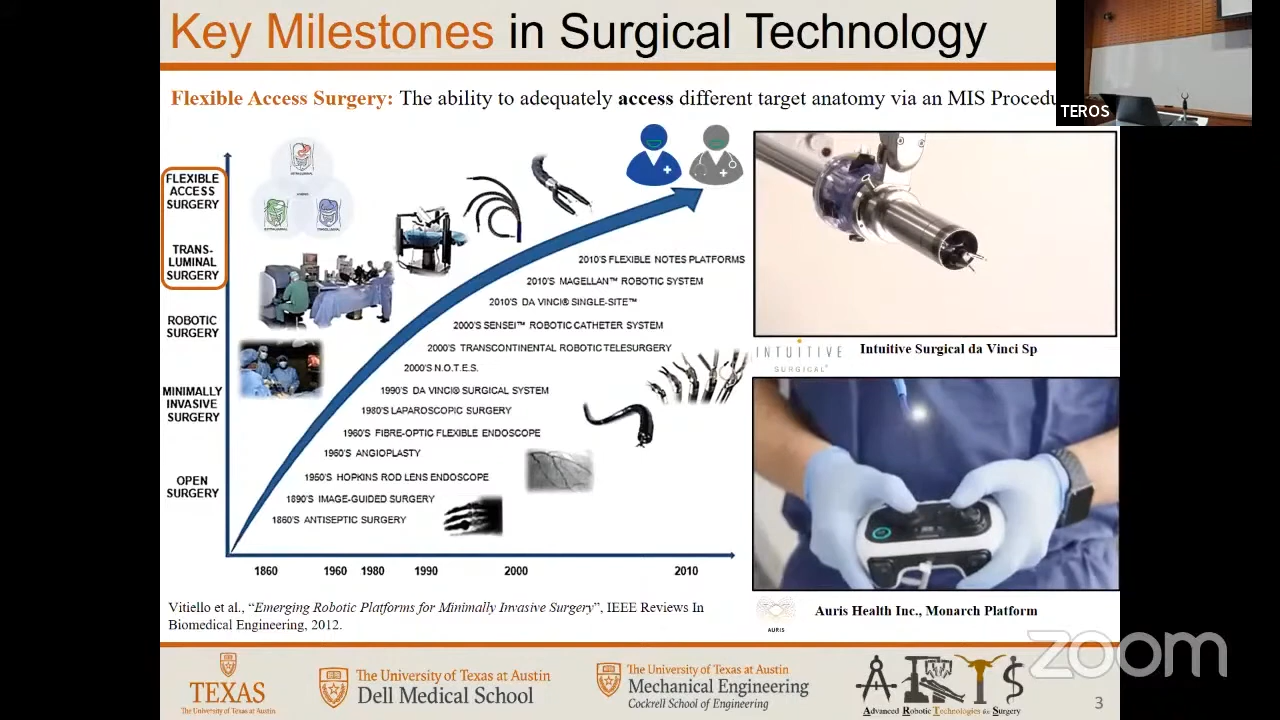 Key Milestones in Surgical Technology
TEROS
Flexible Access Surgery: The ability to adequately access different target anatomy via an MIS
FLEXIBLE
ACCESS
SURGERY
TRANS-
LUMINAL
SURGERY
ROBOTIC
SURGERY
MINIMALLY
INVASIVE
SURGERY
OPEN
SURGERY
2010'S FLEXIBLE NOTES PLATFORMS
2010'S MAGELLAN™ ROBOTIC SYSTEM
2010'S DA VINCI® SINGLE-SITE™
2000'S SENSEI™ ROBOTIC CATHETER SYSTEM
2000'S TRANSCONTINENTAL ROBOTIC TELESURGERY
2000'S N.O.T.E.S.
1990'S DA VINCI® SURGICAL SYSTEM
1980'S LAPAROSCOPIC SURGERY
1960'S FIBRE-OPTIC FLEXIBLE ENDOSCOPE
1960'S ANGIOPLASTY
1950'S HOPKINS ROD LENS ENDOSCOPE
1890'S IMAGE-GUIDED SURGERY
1860'S ANTISEPTIC SURGERY
1860 1960 1980 1990 2000 2010
INTUITIVE
SURGICAL®
Intuitive Surgical da Vinci Sp
AURIS
Auris Health Inc., Monarch Platform
Vitiello et al., “Emerging Robotic Platforms for Minimally Invasive Surgery”, IEEE Reviews In
Biomedical Engineering, 2012.
zoom
TEXAS
The University of Texas at Austin
The University of Texas at Austin
Dell Medical School
The University of Texas at Austin
Mechanical Engineering
Cockrell School of Engineering
ARTS
Advanced Robotic Technologies for Surgery
3